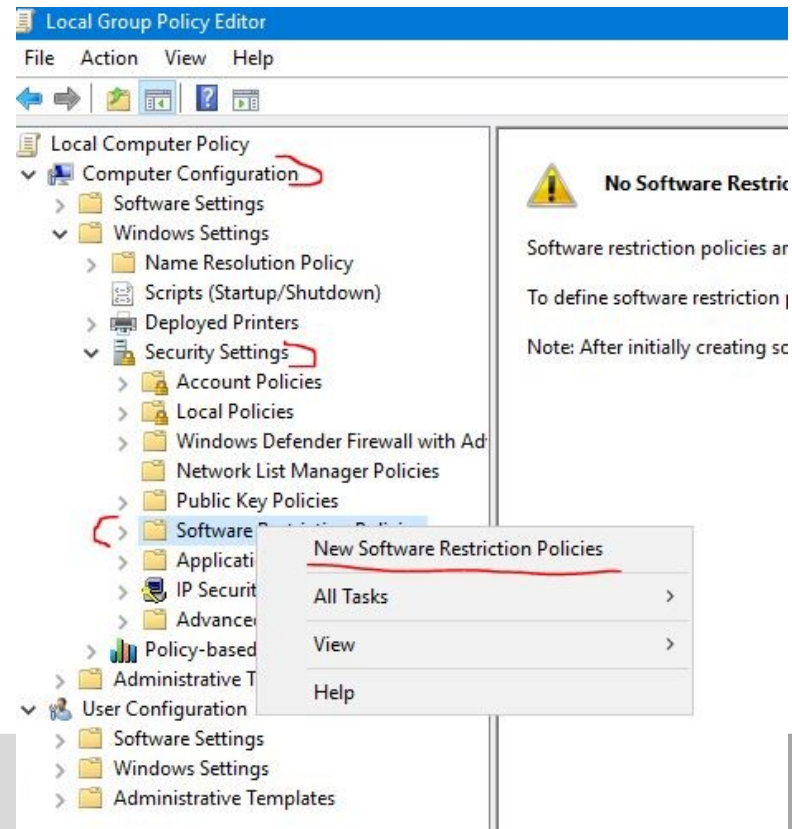 Local Group Policy Editor
File Action View Help
Local Computer Policy
Computer Configuration
Software Settings
Windows Settings
Name Resolution Policy
Scripts (Startup/Shutdown)
Deployed Printers
Security Settings
Account Policies
Local Policies
Windows Defender Firewall with Ad
Network List Manager Policies
Public Key Policies
Software
Applicati
IP Securit
Advance
Policy-based
Administrative T
User Configuration
Software Settings
Windows Settings
Administrative Templates
New Software Restriction Policies
All Tasks
View
Help
No Software Restric
Software restriction policies ar
To define software restriction
Note: After initially creating sc